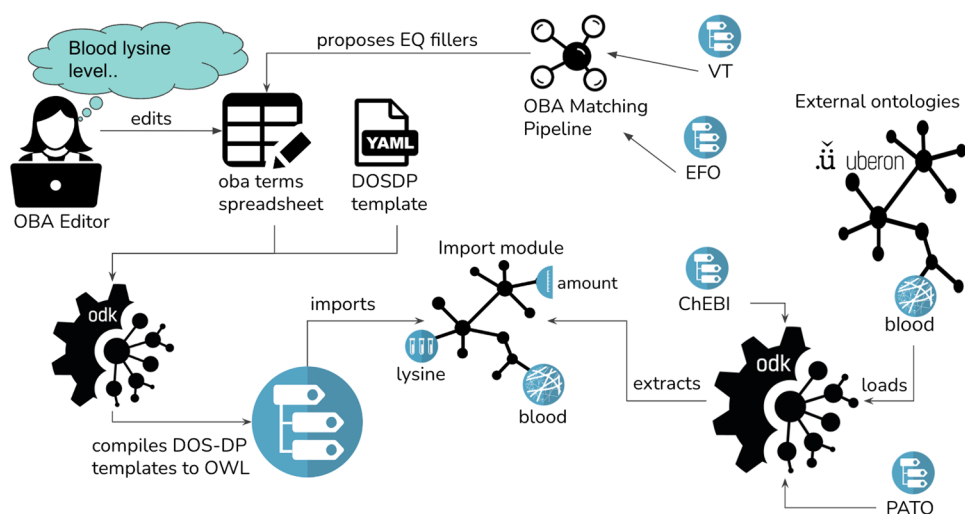 Blood lysine
level..
proposes EQ fillers
VT
OBA Matching
Pipeline
External ontologies
edits
YAML
EFO
.ǚ uberon
OBA Editor
oba terms
spreadsheet
DOSDP
template
Import module
amount
ChEBI
odk
imports
lysine
blood
blood
odk
extracts
loads
compiles DOS-DP
templates to OWL
PATO